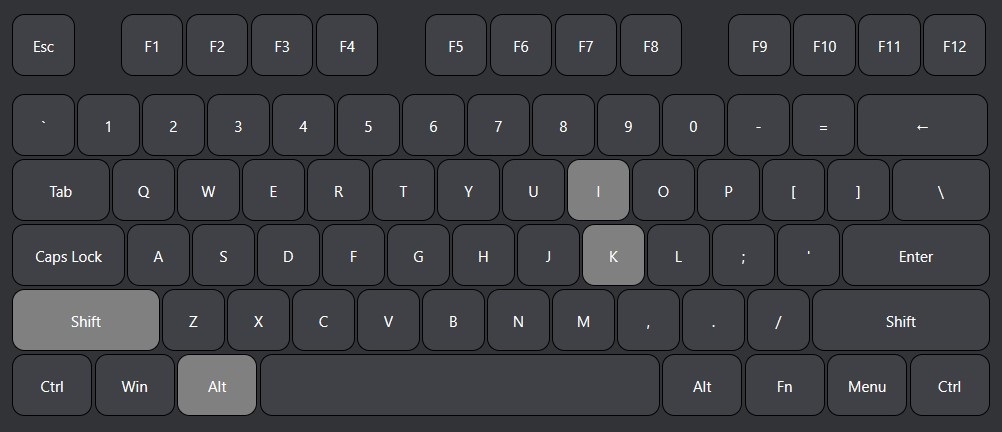 Esc F1 F2 F3 F4 F5 F6 F7 F8 F9 F10 F11 F12
` 1 2 3 4 5 6 7 8 9 0 - = ←
Tab Q W E R T Y U I O P [ ] \
Caps Lock A S D F G H J K L ; ' Enter
Shift Z X C V B N M , . / Shift
Ctrl Win Alt Alt Fn Menu Ctrl